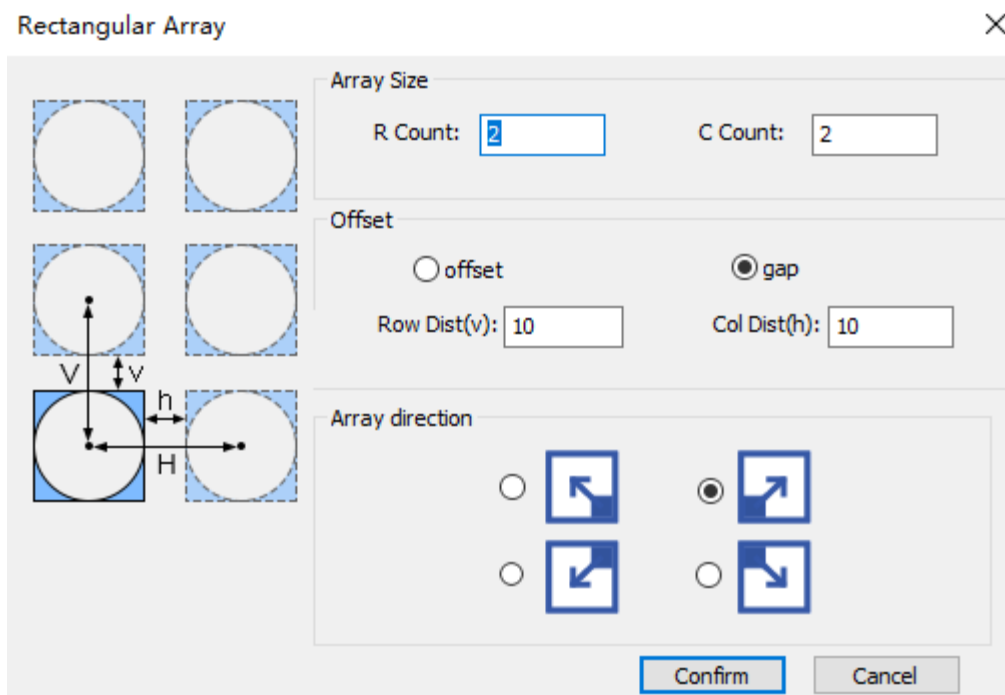 Rectangular Array
Array Size
R Count: 2 C Count: 2
Offset
offset gap
Row Dist(v): 10 Col Dist(h): 10
V v
h
H
Array direction
Confirm Cancel